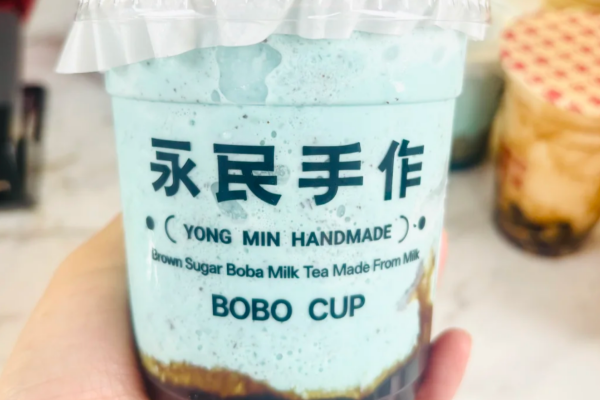 永民手作
YONG MIN HANDMADE
Brown Sugar Boba Milk Tea Made From Milk
BOBO CUP